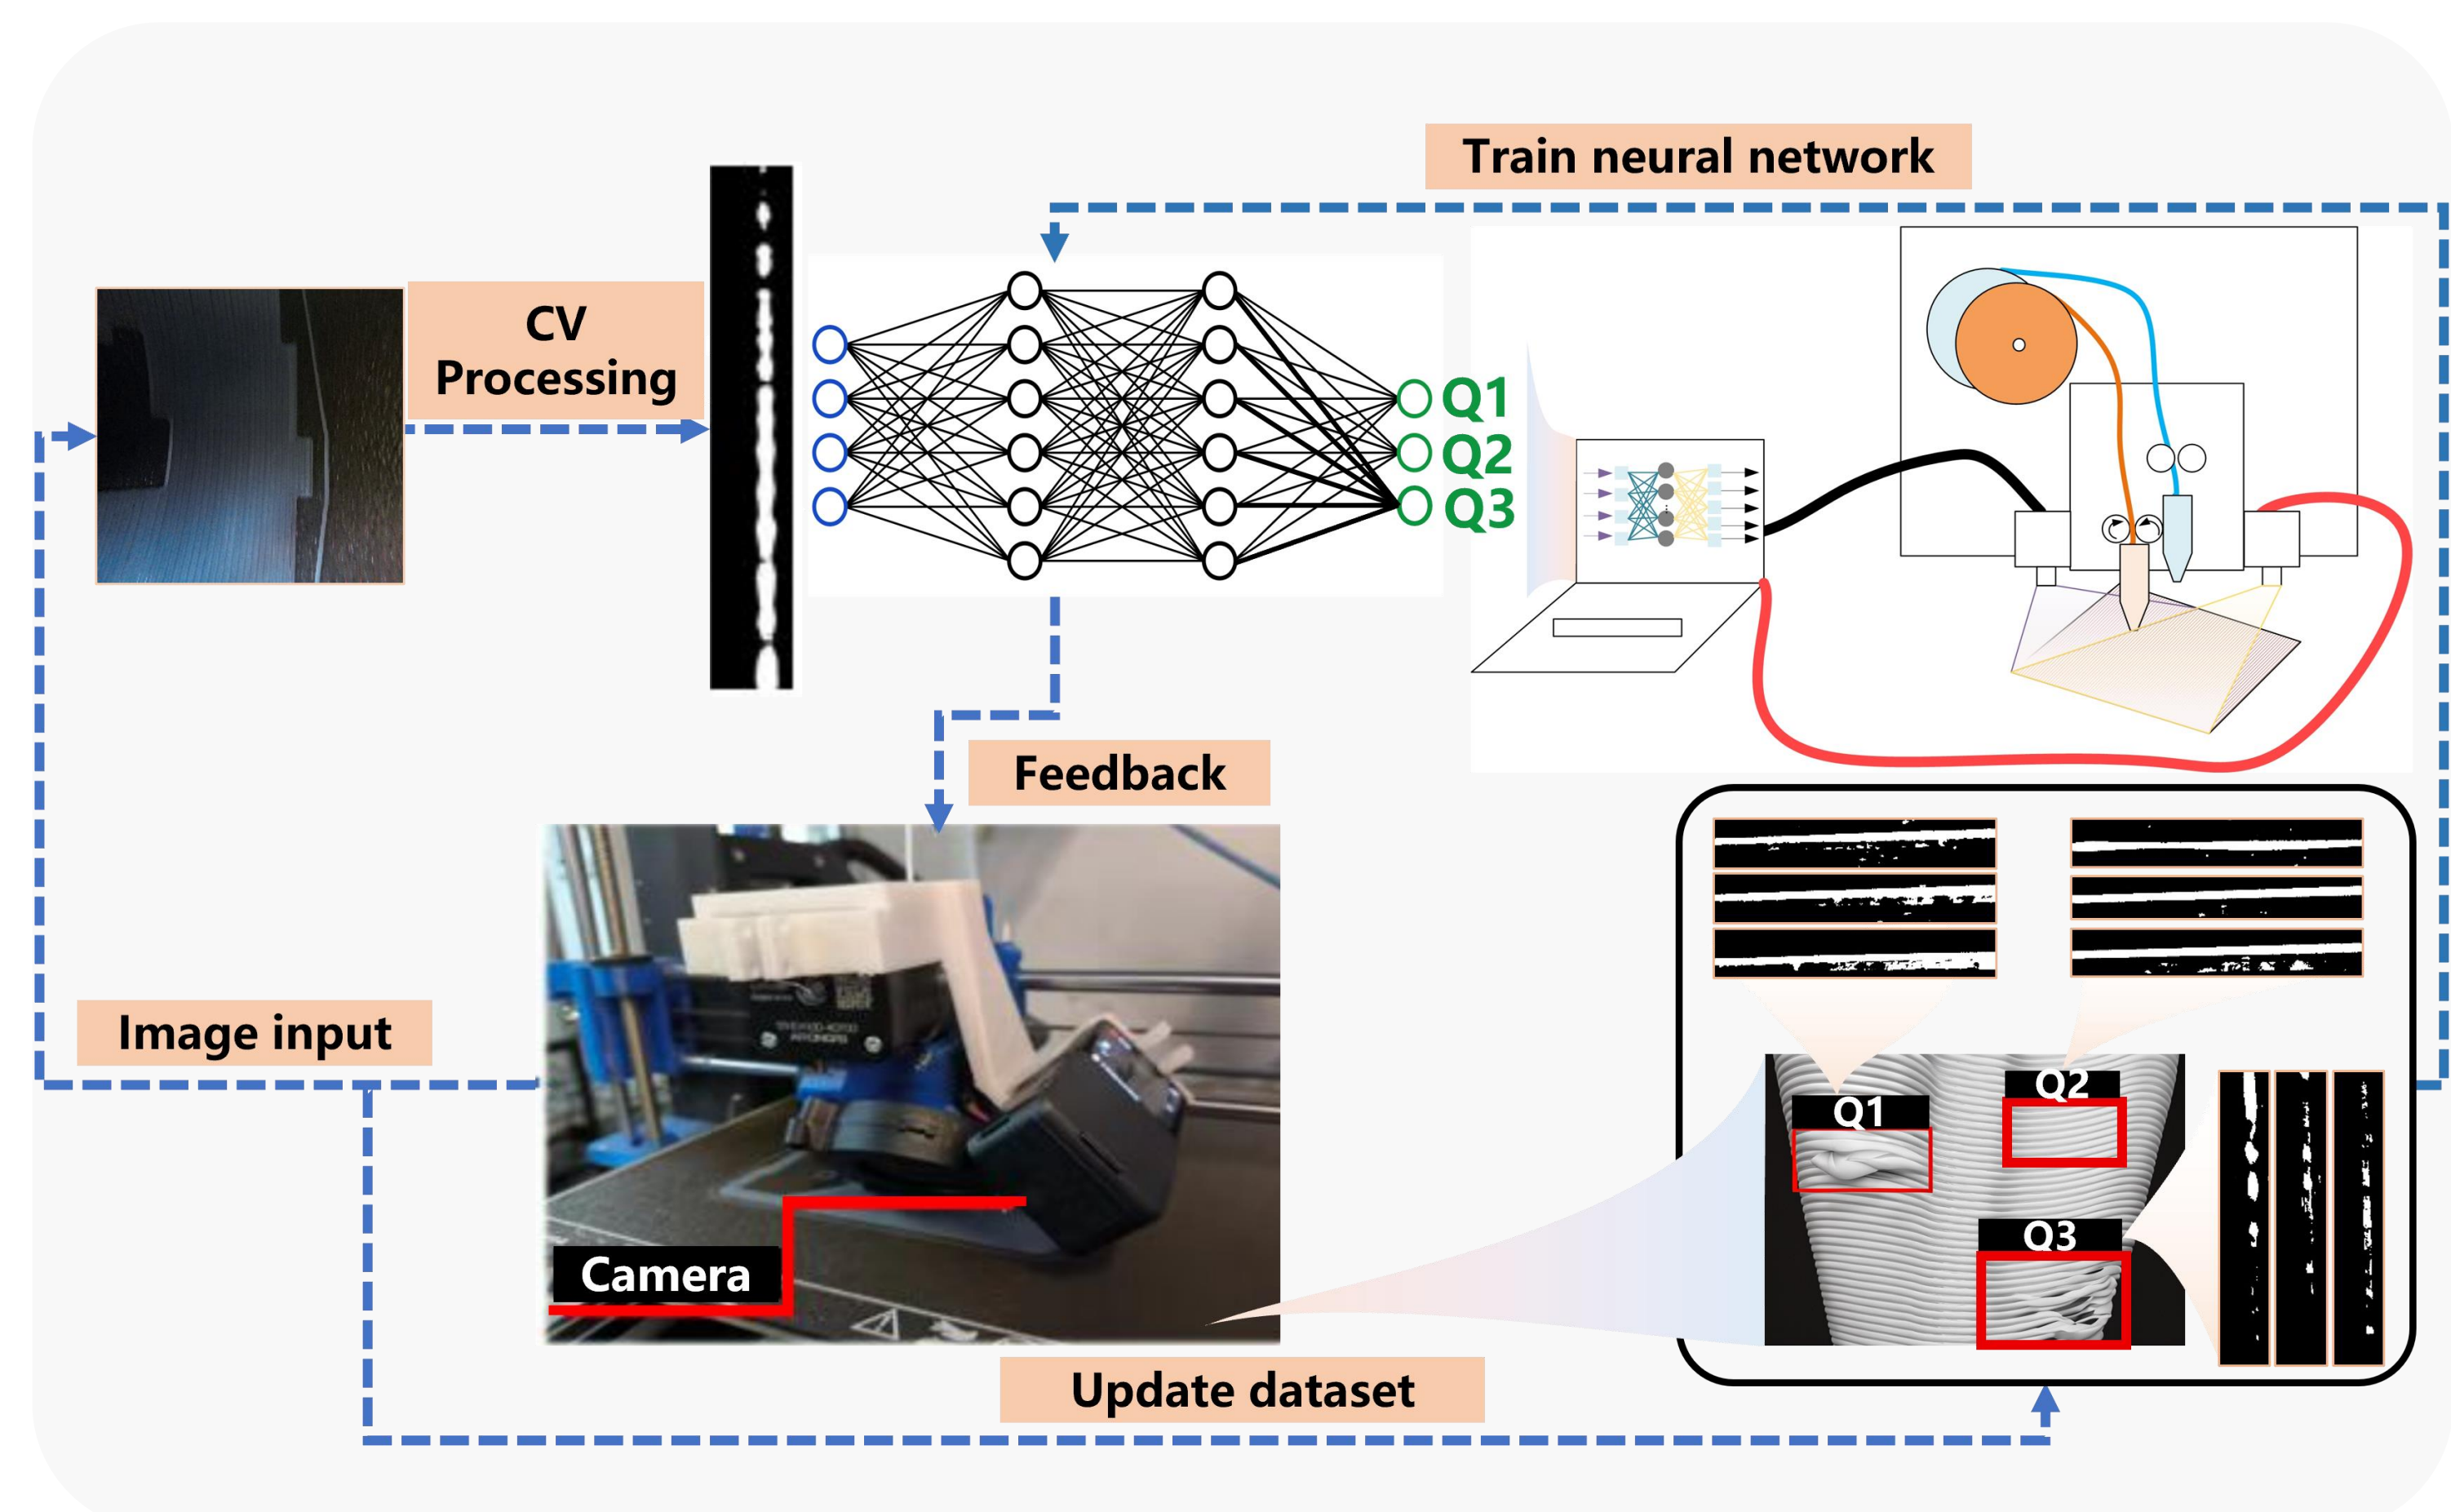 Train neural network
CV
Processing
Q1
Q2
Q3
Feedback
Image input
Camera
Q1
Q2
Q3
Update dataset